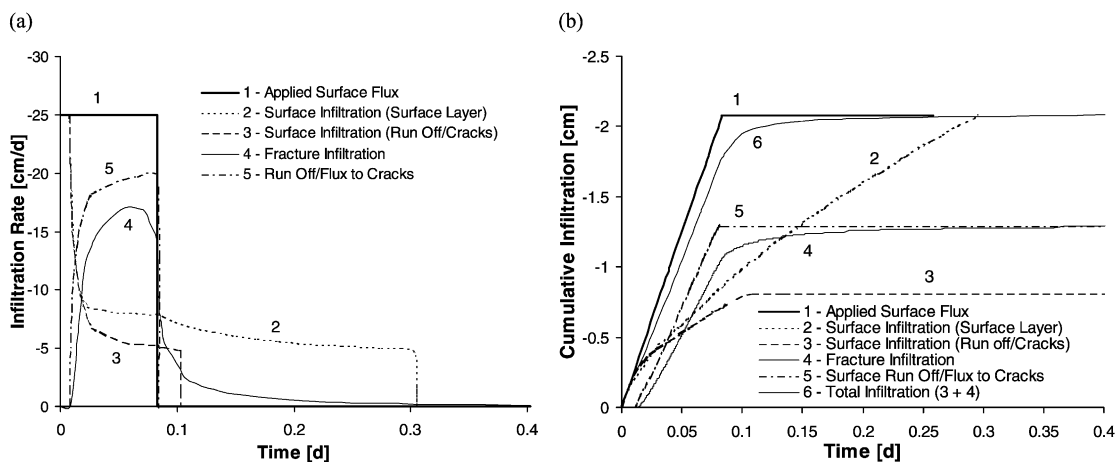 (a)
-30
-25
-20
-15
-10
-5
0
Infiltration Rate [cm/d]
0
0.1
0.2
0.3
0.4
Time [d]
1 - Applied Surface Flux
2 - Surface Infiltration (Surface Layer)
3 - Surface Infiltration (Run Off/Cracks)
4 - Fracture Infiltration
5 - Run Off/Flux to Cracks
1
5
4
2
3
(b)
-2.5
-2
-1.5
-1
-0.5
0
Cumulative Infiltration [cm]
0
0.05
0.1
0.15
0.2
0.25
0.3
0.35
0.4
Time [d]
1
6
2
5
4
3
1 - Applied Surface Flux
2 - Surface Infiltration (Surface Layer)
3 - Surface Infiltration (Run off/Cracks)
4 - Fracture Infiltration
5 - Surface Run Off/Flux to Cracks
6 - Total Infiltration (3 + 4)